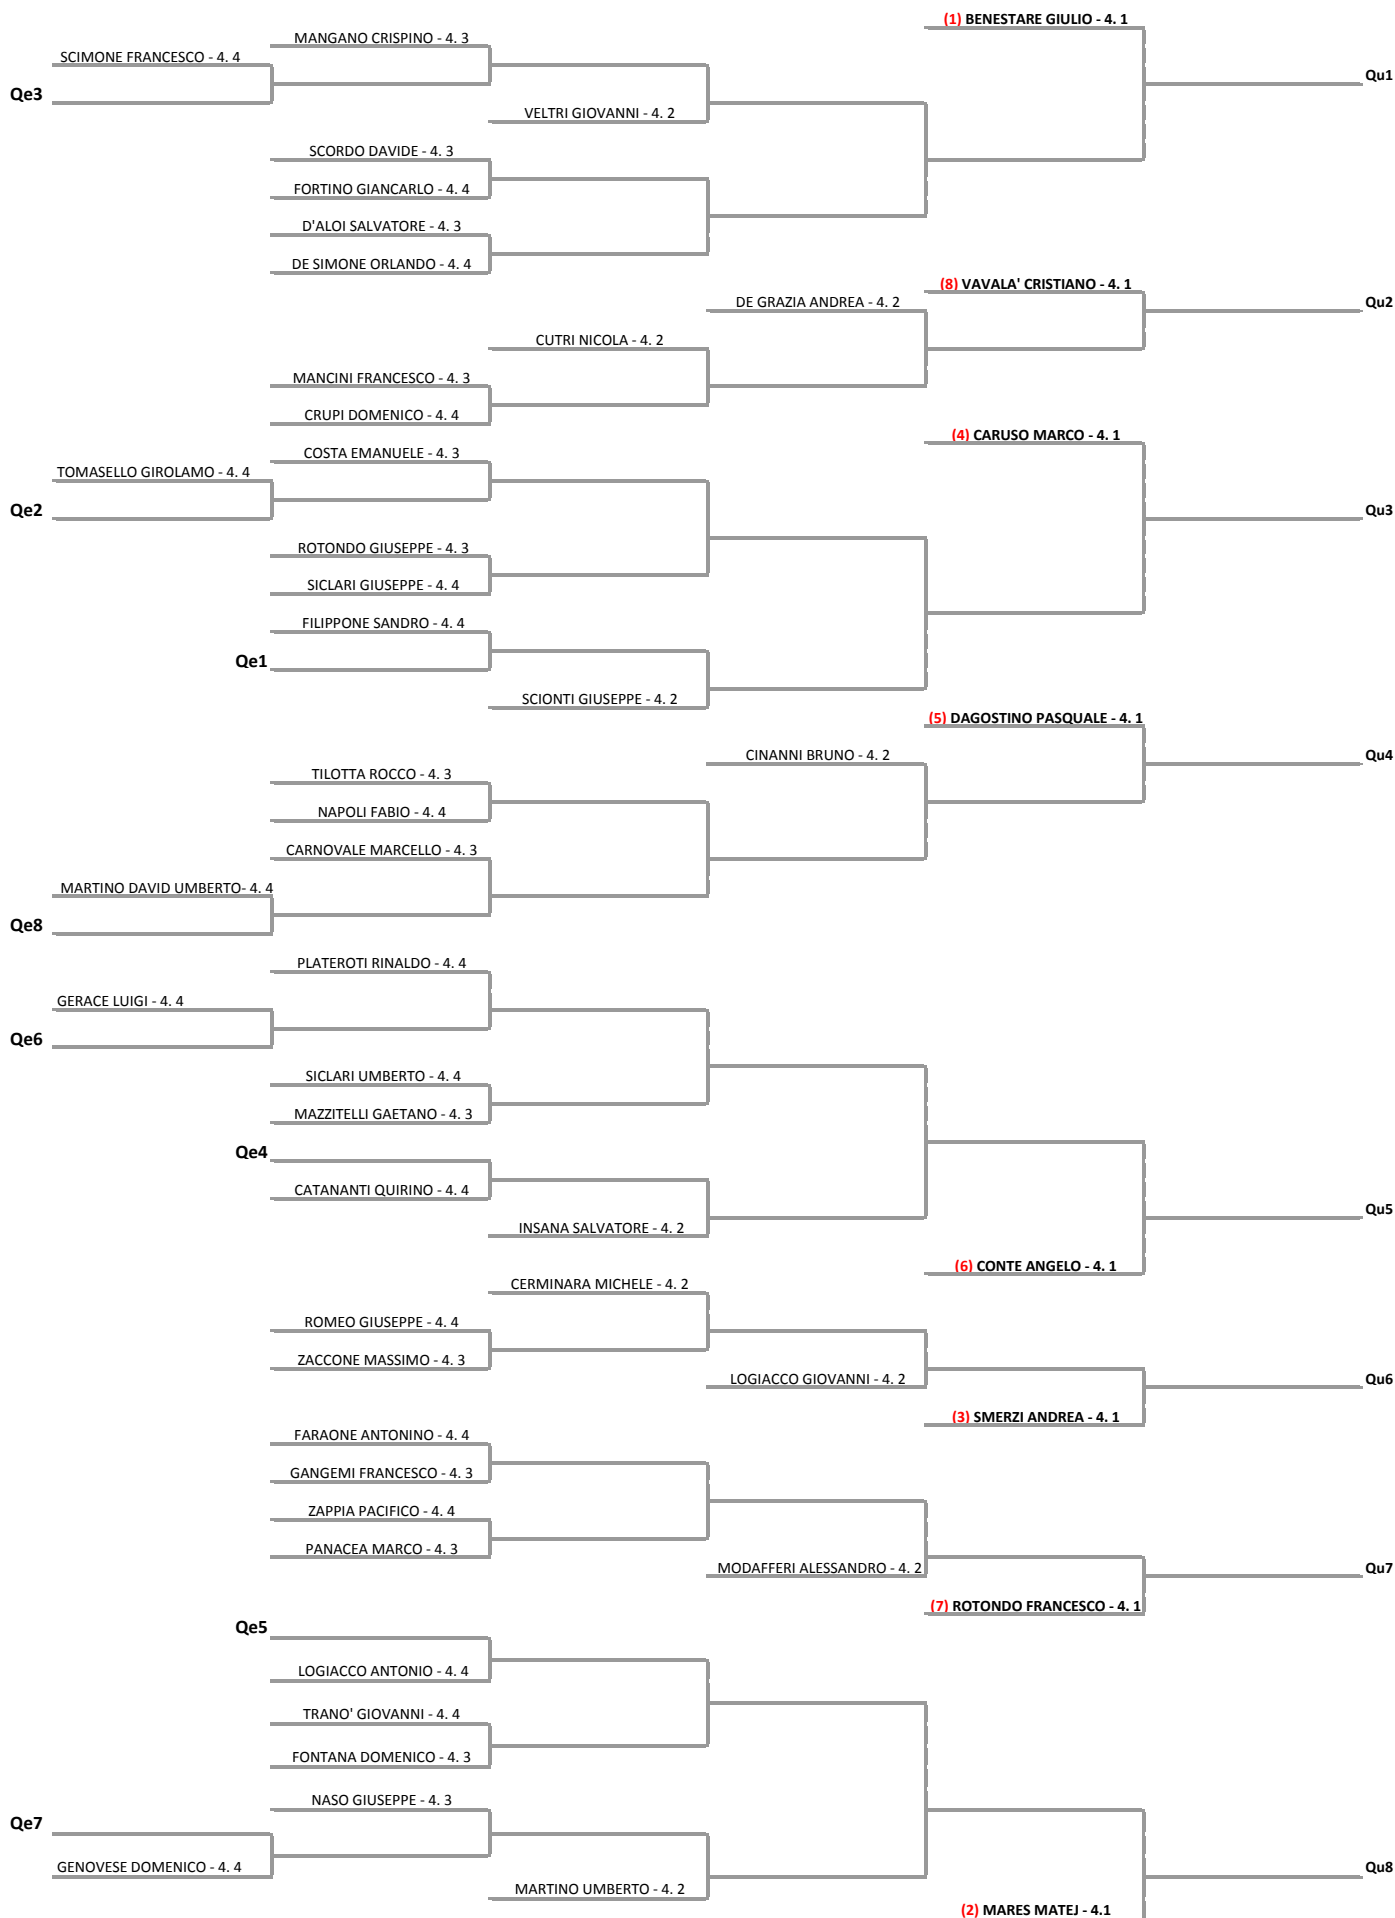 (1) BENESTARE GIULIO - 4. 1
MANGANO CRISPINO - 4. 3
SCIMONE FRANCESCO - 4. 4
Qu1
Qe3
VELTRI GIOVANNI - 4. 2
SCORDO DAVIDE - 4. 3
FORTINO GIANCARLO - 4. 4
D'ALOI SALVATORE - 4. 3
DE SIMONE ORLANDO - 4. 4
(8) VAVALA' CRISTIANO - 4. 1
DE GRAZIA ANDREA - 4. 2
Qu2
CUTRI NICOLA - 4. 2
MANCINI FRANCESCO - 4. 3
CRUPI DOMENICO - 4. 4
(4) CARUSO MARCO - 4. 1
COSTA EMANUELE - 4. 3
TOMASELLO GIROLAMO - 4. 4
Qe2
Qu3
ROTONDO GIUSEPPE - 4. 3
SICLARI GIUSEPPE - 4. 4
FILIPPONE SANDRO - 4. 4
Qe1
SCIONTI GIUSEPPE - 4. 2
(5) DAGOSTINO PASQUALE - 4. 1
CINANNI BRUNO - 4. 2
Qu4
TILOTTA ROCCO - 4. 3
NAPOLI FABIO - 4. 4
CARNOVALE MARCELLO - 4. 3
MARTINO DAVID UMBERTO- 4. 4
Qe8
PLATEROTI RINALDO - 4. 4
GERACE LUIGI - 4. 4
Qe6
SICLARI UMBERTO - 4. 4
MAZZITELLI GAETANO - 4. 3
Qe4
CATANANTI QUIRINO - 4. 4
Qu5
INSANA SALVATORE - 4. 2
(6) CONTE ANGELO - 4. 1
CERMINARA MICHELE - 4. 2
ROMEO GIUSEPPE - 4. 4
ZACCONE MASSIMO - 4. 3
LOGIACCO GIOVANNI - 4. 2
Qu6
(3) SMERZI ANDREA - 4. 1
FARAONE ANTONINO - 4. 4
GANGEMI FRANCESCO - 4. 3
ZAPPIA PACIFICO - 4. 4
PANACEA MARCO - 4. 3
MODAFFERI ALESSANDRO - 4. 2
Qu7
(7) ROTONDO FRANCESCO - 4. 1
Qe5
LOGIACCO ANTONIO - 4. 4
TRANO' GIOVANNI - 4. 4
FONTANA DOMENICO - 4. 3
NASO GIUSEPPE - 4. 3
Qe7
GENOVESE DOMENICO - 4. 4
Qu8
MARTINO UMBERTO - 4. 2
(2) MARES MATEJ - 4.1